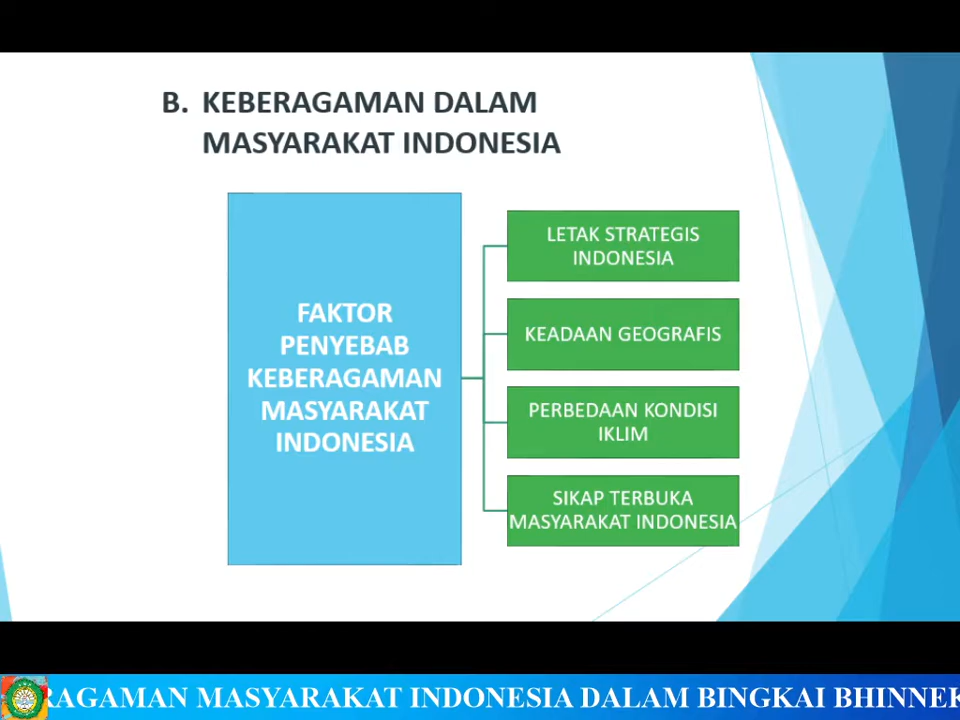 B. KEBERAGAMAN DALAM
MASYARAKAT INDONESIA
FAKTOR
PENYEBAB
KEBERAGAMAN
MASYARAKAT
INDONESIA
LETAK STRATEGIS
INDONESIA
KEADAAN GEOGRAFIS
PERBEDAAN KONDISI
IKLIM
SIKAP TERBUKA
MASYARAKAT INDONESIA
RAGAMAN MASYARAKAT INDONESIA DALAM BINGKAI BHINNEK